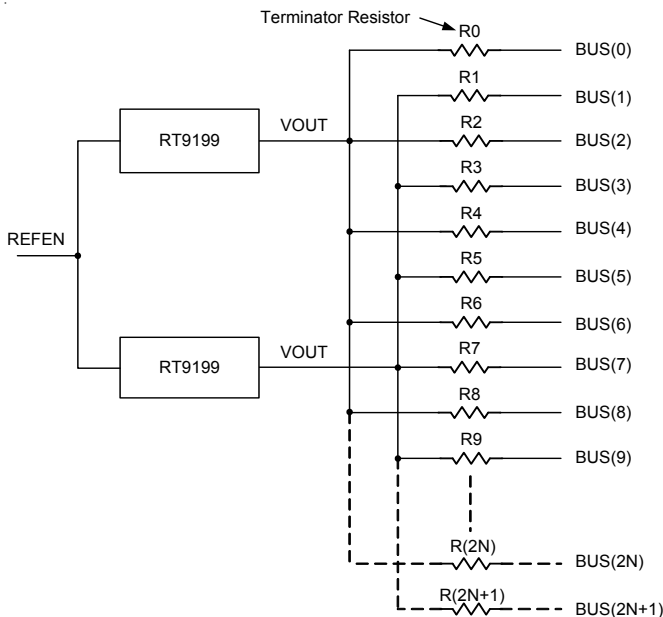 Terminator Resistor
R0
BUS(0)
R1
BUS(1)
RT9199
VOUT
R2
BUS(2)
R3
BUS(3)
R4
BUS(4)
REFEN
R5
BUS(5)
R6
BUS(6)
RT9199
VOUT
R7
BUS(7)
R8
BUS(8)
R9
BUS(9)
R(2N)
BUS(2N)
R(2N+1)
BUS(2N+1)